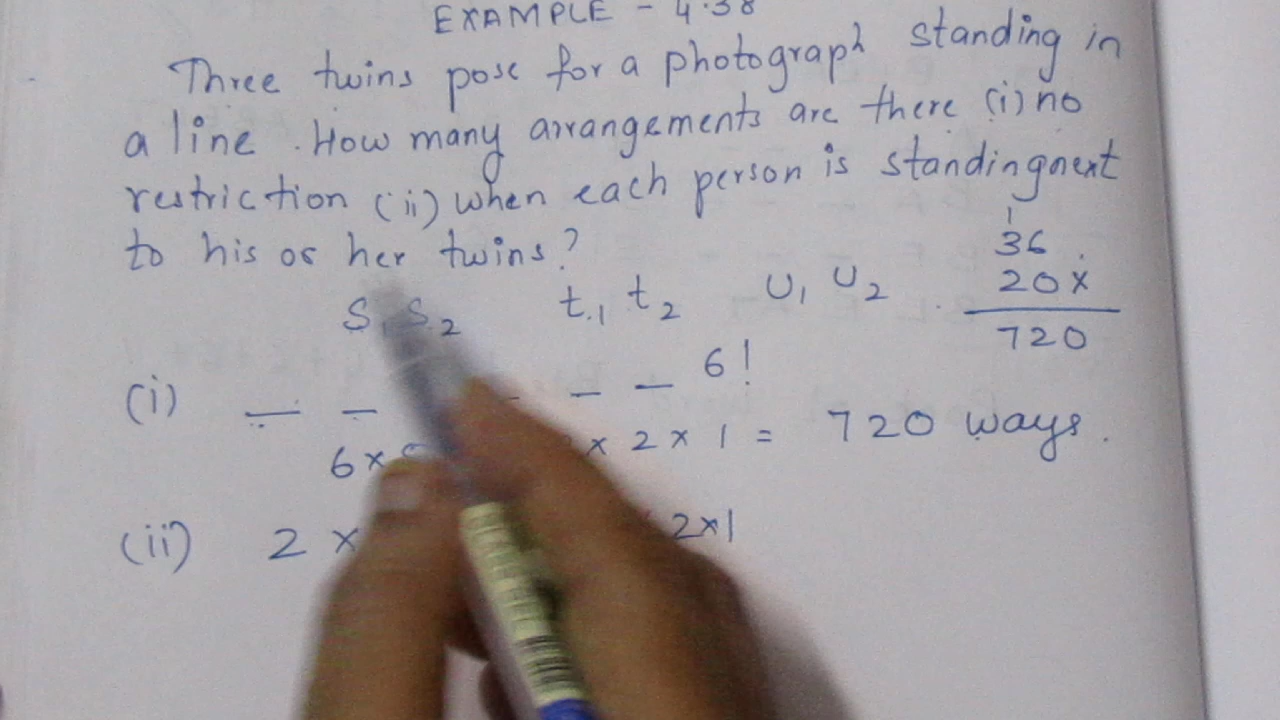 EXAMPLE - 4.38
Three twins pose for a photograph standing in
a line. How many arrangements are there (i) no
restriction (ii) when each person is standing next
to his or her twins?
S1 S2 t1 t2 U1 U2
1
36
20x
720
(i) — — — — — 6!
6 x x 2 x 1 = 720 ways.
(ii) 2 x 2x1